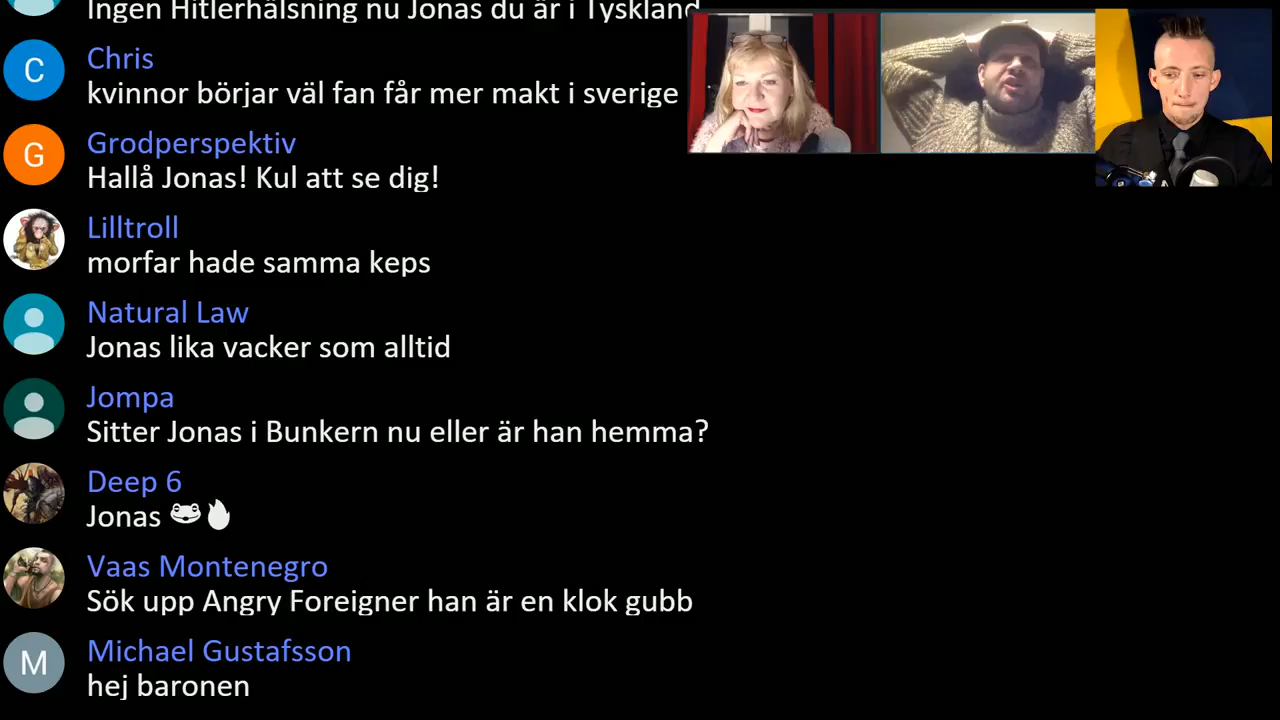 Ingen Hitlerhälsning nu Jonas du är i Tyskland
C
Chris
kvinnor börjar väl fan får mer makt i sverige
G
Grodperspektiv
Hallå Jonas! Kul att se dig!
Lilltroll
morfar hade samma keps
Natural Law
Jonas lika vacker som alltid
Jompa
Sitter Jonas i Bunkern nu eller är han hemma?
Deep 6
Jonas 🐸🔥
Vaas Montenegro
Sök upp Angry Foreigner han är en klok gubb
M
Michael Gustafsson
hej baronen